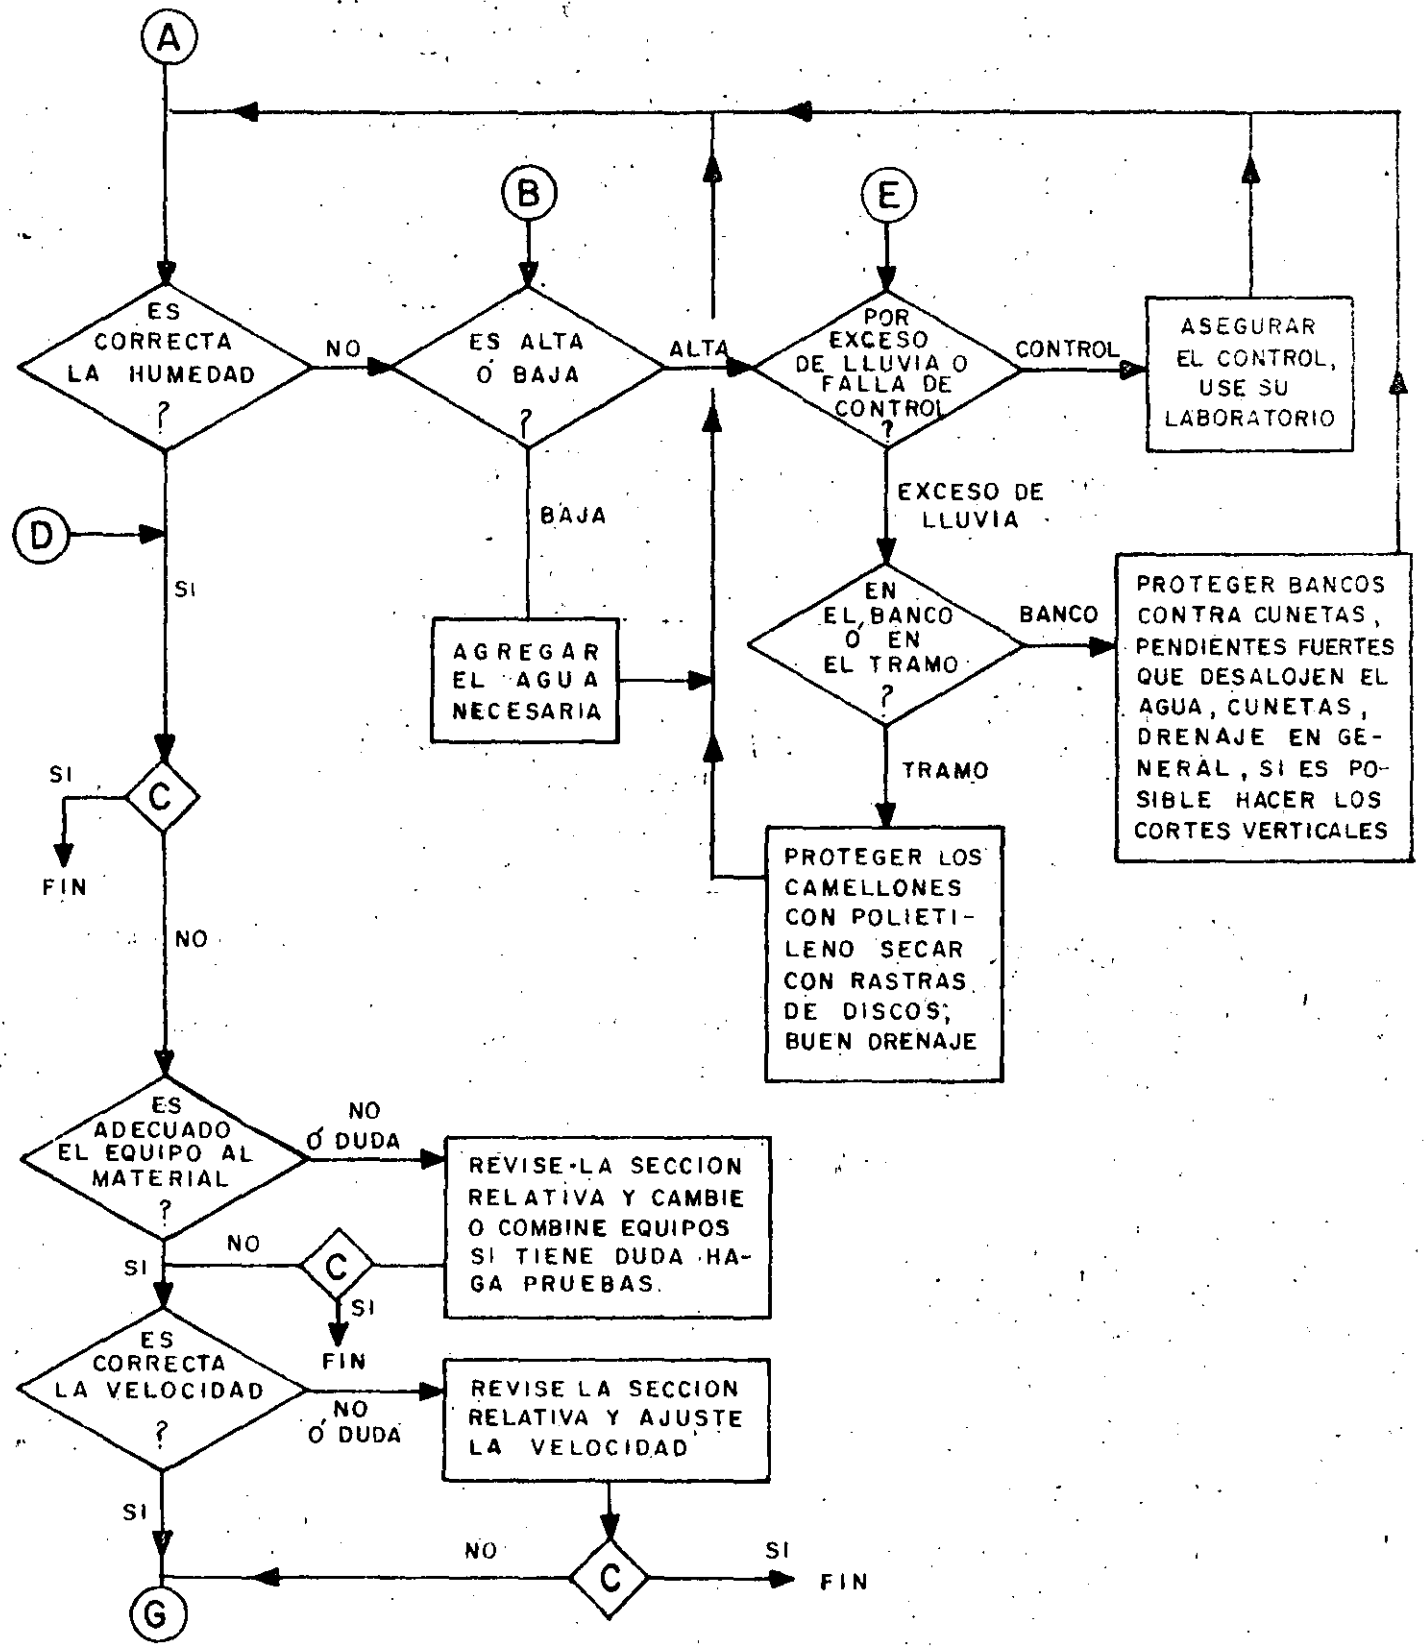 A
B
E
ES
CORRECTA
LA HUMEDAD
?
NO
ES ALTA
Ó BAJA
?
ALTA
POR
EXCESO
DE LLUVIA O
FALLA DE
CONTROL
?
CONTROL
ASEGURAR
EL CONTROL,
USE SU
LABORATORIO
D
SI
BAJA
EXCESO DE
LLUVIA
AGREGAR
EL AGUA
NECESARIA
EN
EL BANCO
Ó EN
EL TRAMO
?
BANCO
PROTEGER BANCOS
CONTRA CUNETAS,
PENDIENTES FUERTES
QUE DESALOJEN EL
AGUA, CUNETAS,
DRENAJE EN GE-
NERAL, SI ES PO-
SIBLE HACER LOS
CORTES VERTICALES
TRAMO
PROTEGER LOS
CAMELLONES
CON POLIETI-
LENO SECAR
CON RASTRAS
DE DISCOS;
BUEN DRENAJE
SI
C
FIN
NO
ES
ADECUADO
EL EQUIPO AL
MATERIAL
?
NO
Ó DUDA
REVISE LA SECCION
RELATIVA Y CAMBIE
O COMBINE EQUIPOS
SI TIENE DUDA HA-
GA PRUEBAS.
SI
NO
C
SI
FIN
ES
CORRECTA
LA VELOCIDAD
?
NO
Ó DUDA
REVISE LA SECCION
RELATIVA Y AJUSTE
LA VELOCIDAD
SI
NO
C
SI
FIN
G